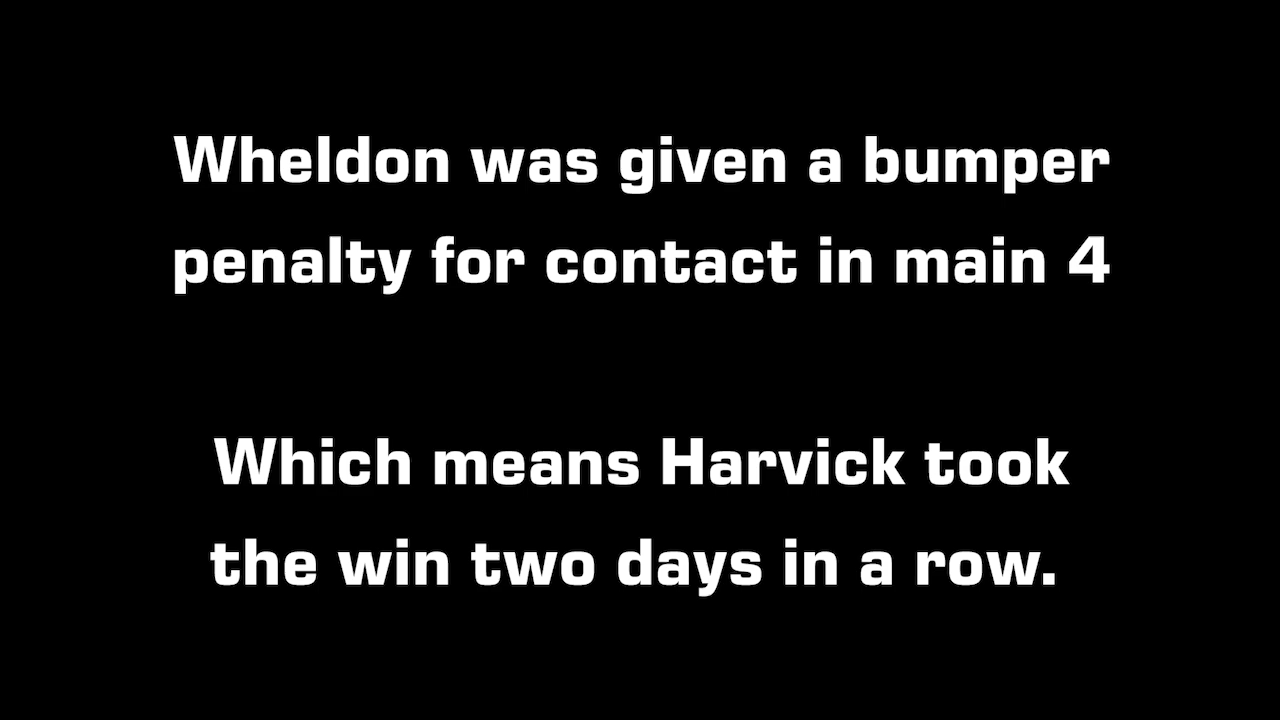 Wheldon was given a bumper
penalty for contact in main 4
Which means Harvick took
the win two days in a row.